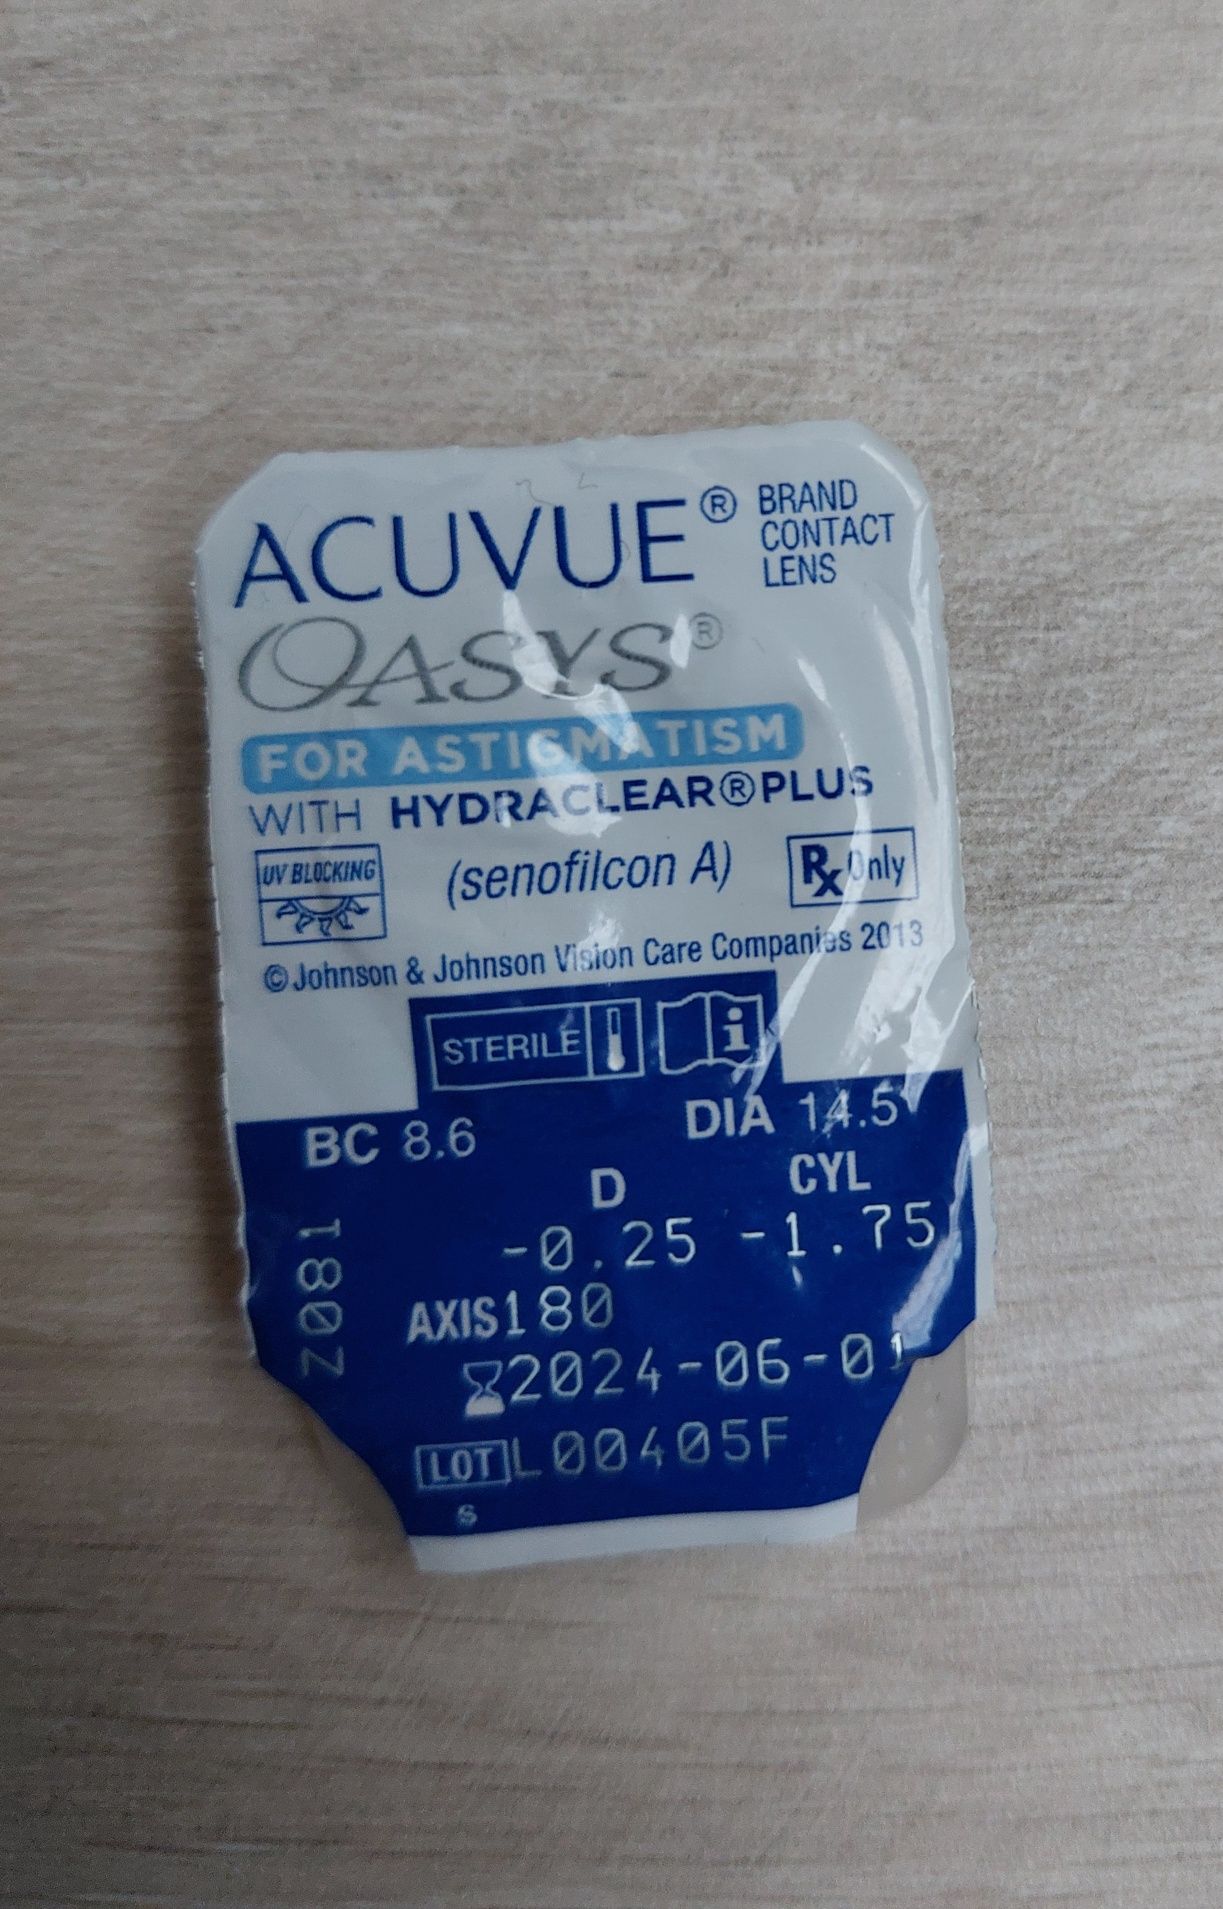 ACUVUE® BRAND
CONTACT
LENS
OASYS®
FOR ASTIGMATISM
WITH HYDRACLEAR®PLUS
UV BLOCKING
(senofilcon A)
Rx Only
©Johnson & Johnson Vision Care Companies 2013
STERILE
i
BC 8.6
DIA 14.5
D
CYL
-0.25 -1.75
Z081
AXIS180
2024-06-01
LOT L00405F
S